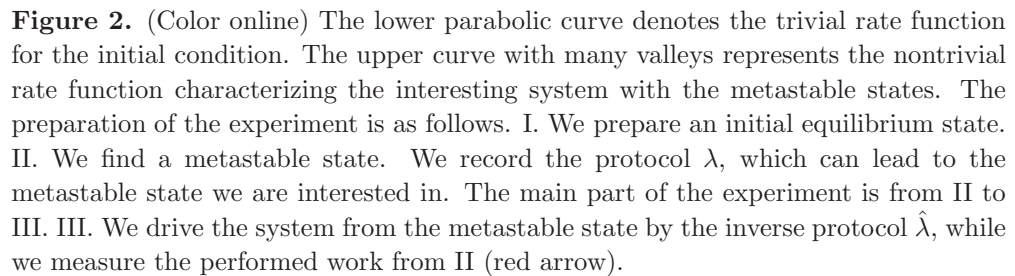 Figure 2. (Color online) The lower parabolic curve denotes the trivial rate function
for the initial condition. The upper curve with many valleys represents the nontrivial
rate function characterizing the interesting system with the metastable states. The
preparation of the experiment is as follows. I. We prepare an initial equilibrium state.
II. We find a metastable state. We record the protocol λ, which can lead to the
metastable state we are interested in. The main part of the experiment is from II to
III. III. We drive the system from the metastable state by the inverse protocol λ̂, while
we measure the performed work from II (red arrow).